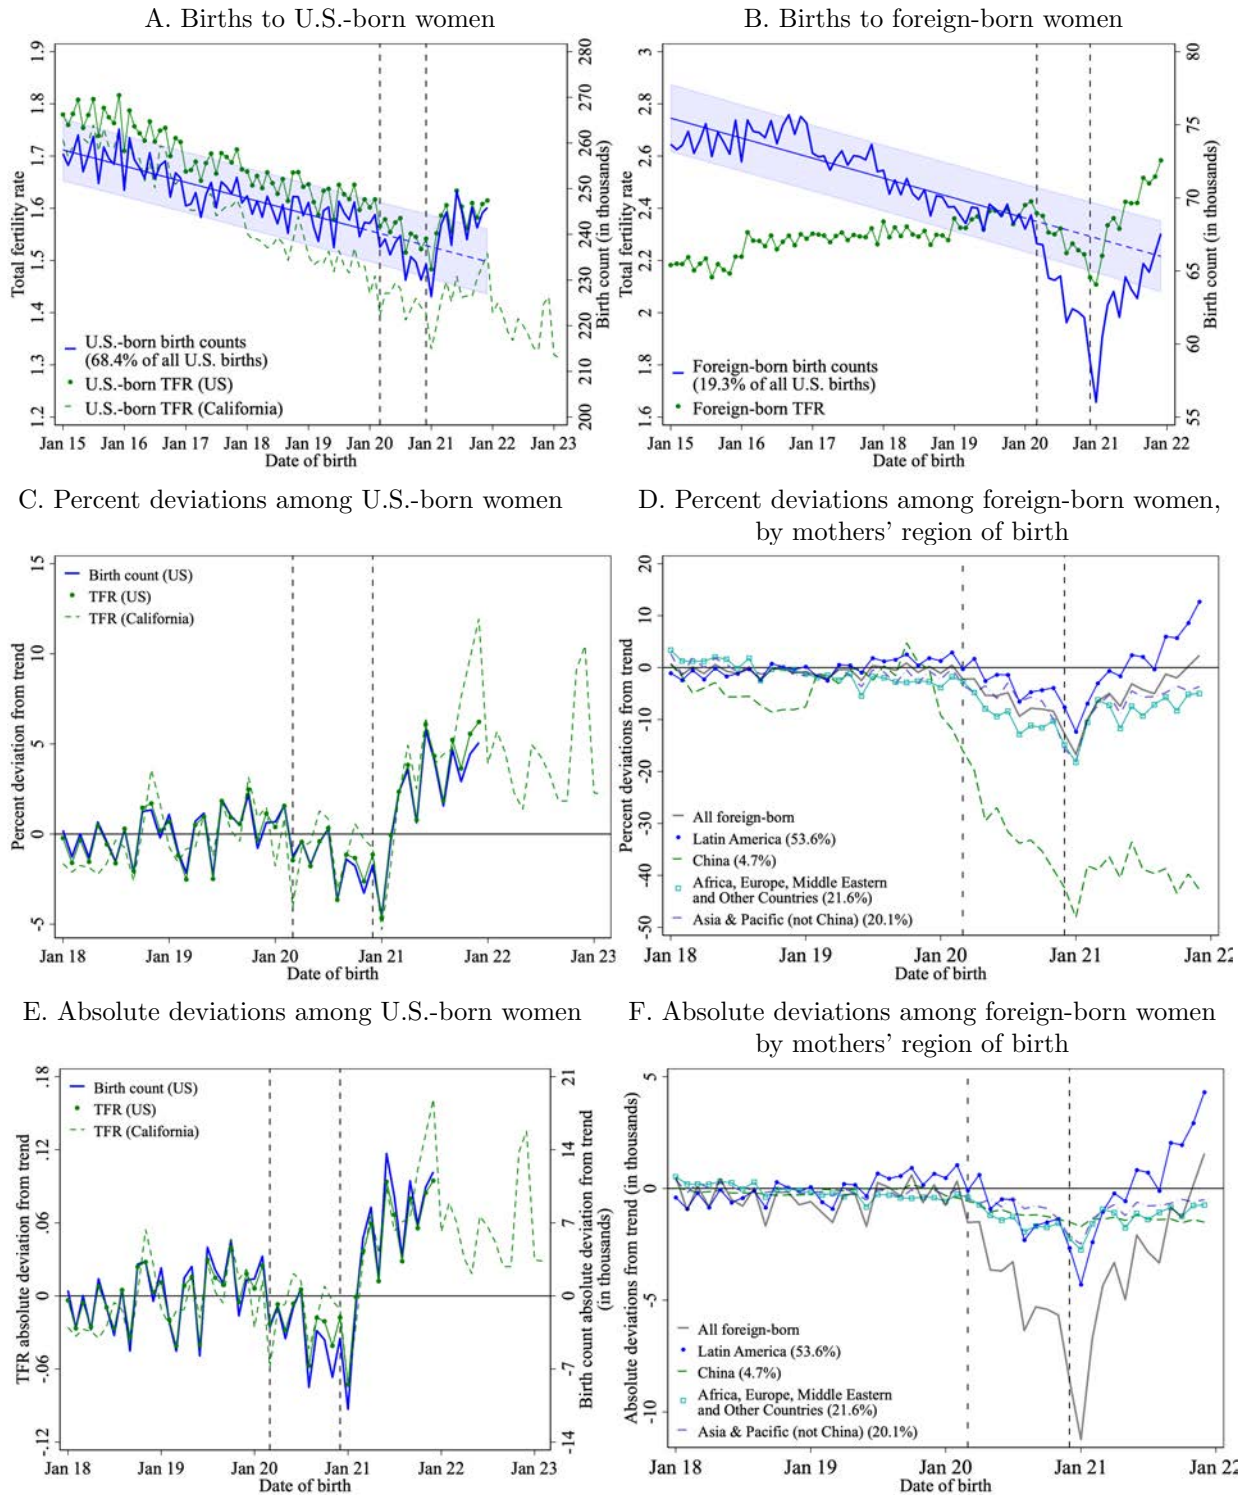 A. Births to U.S.-born women
1.9
1.8
1.7
1.6
1.5
1.4
1.3
1.2
Total fertility rate
280
270
260
250
240
230
220
210
200
Birth count (in thousands)
U.S.-born birth counts
(68.4% of all U.S. births)
U.S.-born TFR (US)
U.S.-born TFR (California)
Jan 15 Jan 16 Jan 17 Jan 18 Jan 19 Jan 20 Jan 21 Jan 22 Jan 23
Date of birth
B. Births to foreign-born women
3
2.8
2.6
2.4
2.2
2
1.8
1.6
Total fertility rate
80
75
70
65
60
55
Birth count (in thousands)
Foreign-born birth counts
(19.3% of all U.S. births)
Foreign-born TFR
Jan 15 Jan 16 Jan 17 Jan 18 Jan 19 Jan 20 Jan 21 Jan 22
Date of birth
C. Percent deviations among U.S.-born women
15
10
5
0
-5
Percent deviation from trend
Birth count (US)
TFR (US)
TFR (California)
Jan 18 Jan 19 Jan 20 Jan 21 Jan 22 Jan 23
Date of birth
D. Percent deviations among foreign-born women,
by mothers' region of birth
20
10
0
-10
-20
-30
-40
-50
Percent deviations from trend
All foreign-born
Latin America (53.6%)
China (4.7%)
Africa, Europe, Middle Eastern
and Other Countries (21.6%)
Asia & Pacific (not China) (20.1%)
Jan 18 Jan 19 Jan 20 Jan 21 Jan 22
Date of birth
E. Absolute deviations among U.S.-born women
.18
.12
.06
0
-.06
-.12
TFR absolute deviation from trend
21
14
7
0
-7
-14
Birth count absolute deviation from trend
(in thousands)
Birth count (US)
TFR (US)
TFR (California)
Jan 18 Jan 19 Jan 20 Jan 21 Jan 22 Jan 23
Date of birth
F. Absolute deviations among foreign-born women
by mothers' region of birth
5
0
-5
-10
Absolute deviations from trend (in thousands)
All foreign-born
Latin America (53.6%)
China (4.7%)
Africa, Europe, Middle Eastern
and Other Countries (21.6%)
Asia & Pacific (not China) (20.1%)
Jan 18 Jan 19 Jan 20 Jan 21 Jan 22
Date of birth